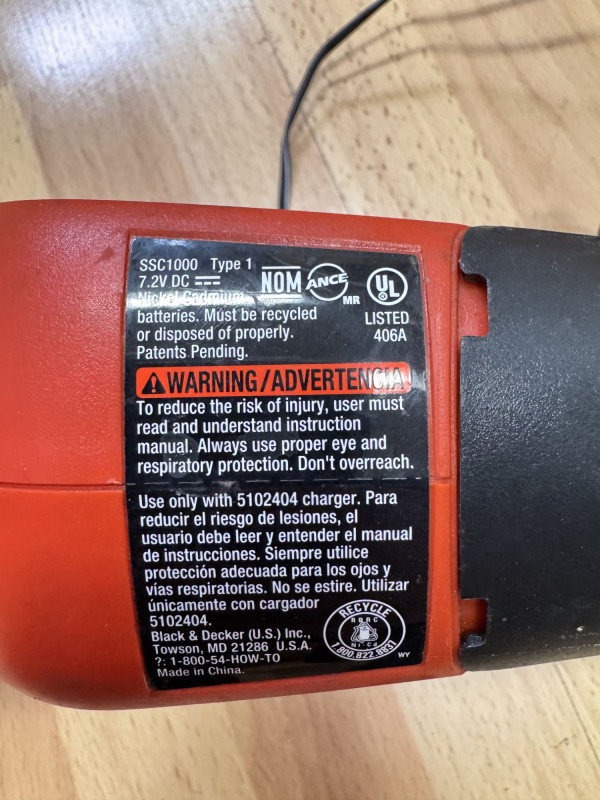 SSC1000 Type 1
7.2V DC
NOM ANCE MR
UL
Nickel Cadmium
batteries. Must be recycled
or disposed of properly.
Patents Pending.
LISTED
406A
WARNING/ADVERTENCIA
To reduce the risk of injury, user must
read and understand instruction
manual. Always use proper eye and
respiratory protection. Don't overreach.
Use only with 5102404 charger. Para
reducir el riesgo de lesiones, el
usuario debe leer y entender el manual
de instrucciones. Siempre utilice
protección adecuada para los ojos y
vías respiratorias. No se estire. Utilizar
únicamente con cargador
5102404.
Black & Decker (U.S.) Inc.,
Towson, MD 21286 U.S.A.
?: 1-800-54-HOW-TO
Made in China.
RECYCLE
RBRC
Ni-Cd
1.800.822.8837
WY